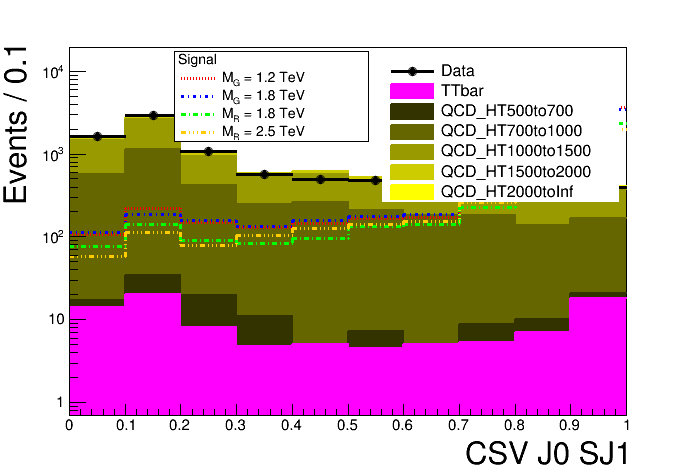 Events / 0.1
10^4
10^3
10^2
10
1
Signal
M_G = 1.2 TeV
M_G = 1.8 TeV
M_R = 1.8 TeV
M_R = 2.5 TeV
Data
TTbar
QCD_HT500to700
QCD_HT700to1000
QCD_HT1000to1500
QCD_HT1500to2000
QCD_HT2000toInf
0 0.1 0.2 0.3 0.4 0.5 0.6 0.7 0.8 0.9 1
CSV J0 SJ1